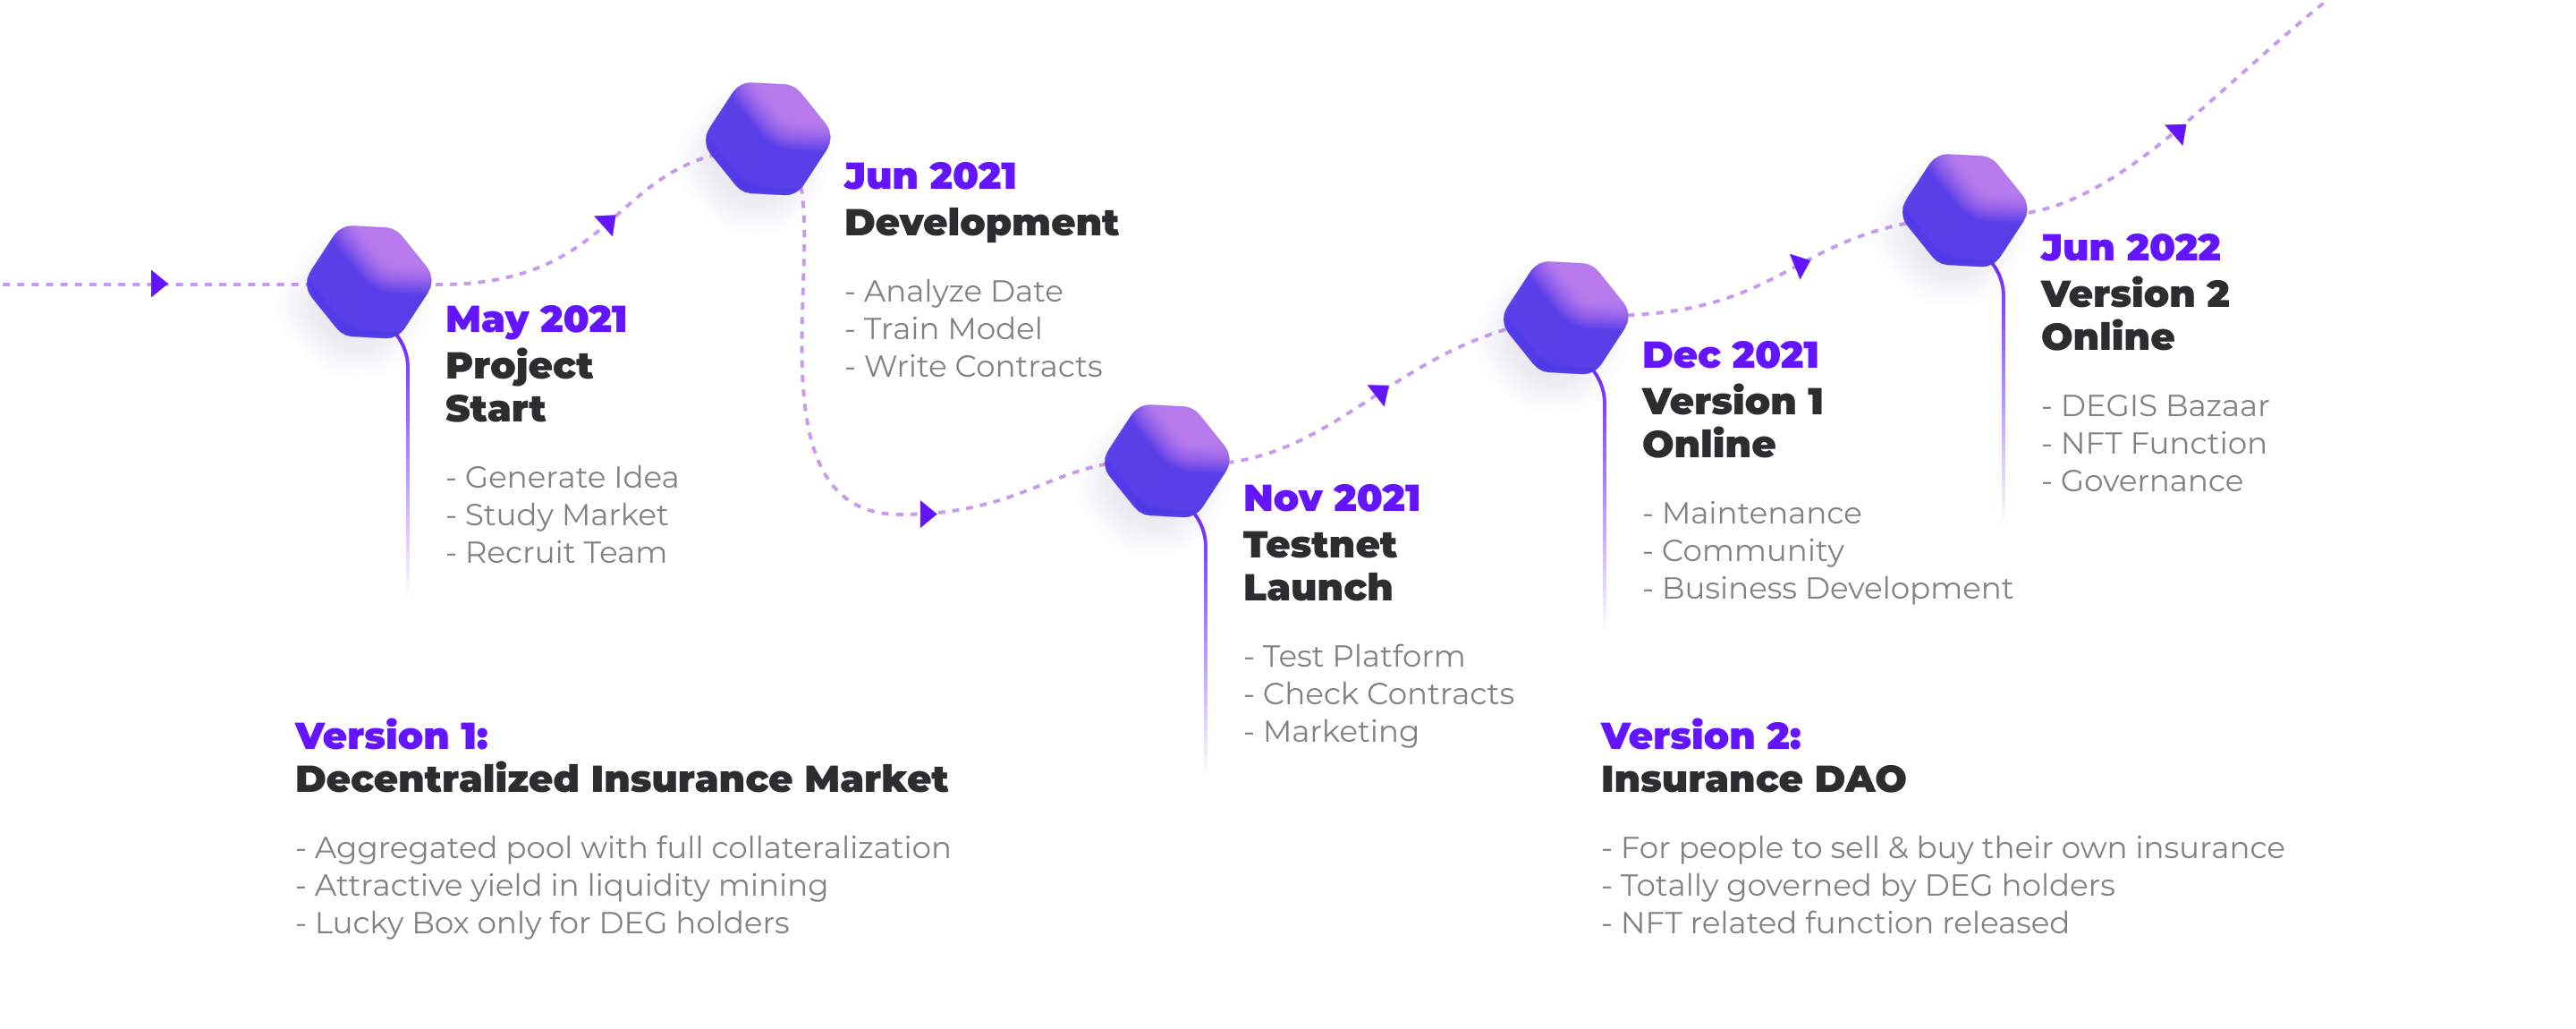 May 2021
Project
Start
- Generate Idea
- Study Market
- Recruit Team
Jun 2021
Development
- Analyze Date
- Train Model
- Write Contracts
Nov 2021
Testnet
Launch
- Test Platform
- Check Contracts
- Marketing
Dec 2021
Version 1
Online
- Maintenance
- Community
- Business Development
Jun 2022
Version 2
Online
- DEGIS Bazaar
- NFT Function
- Governance
Version 1:
Decentralized Insurance Market
- Aggregated pool with full collateralization
- Attractive yield in liquidity mining
- Lucky Box only for DEG holders
Version 2:
Insurance DAO
- For people to sell & buy their own insurance
- Totally governed by DEG holders
- NFT related function released